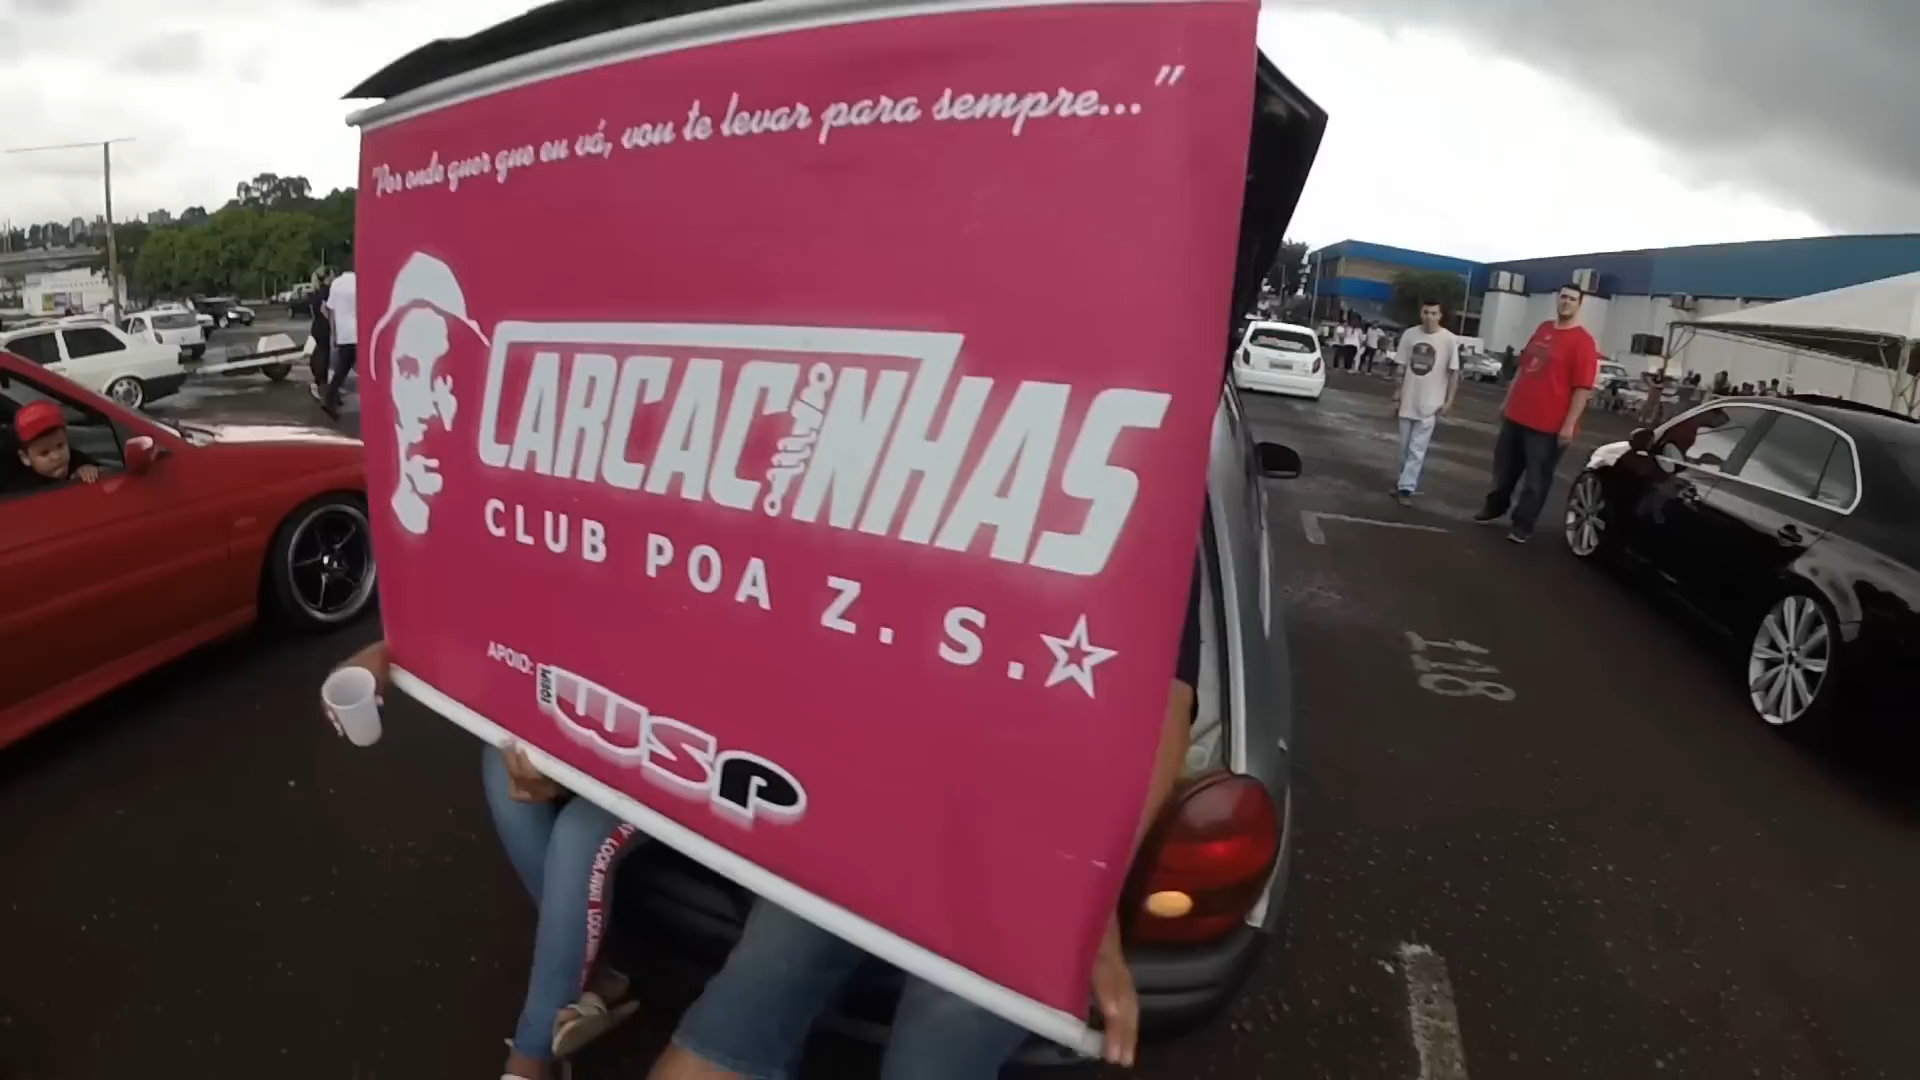 "Por onde quer que eu vá, vou te levar para sempre..."
CARCACINHAS
CLUB POA Z. S.
APOIO:
WSP
118